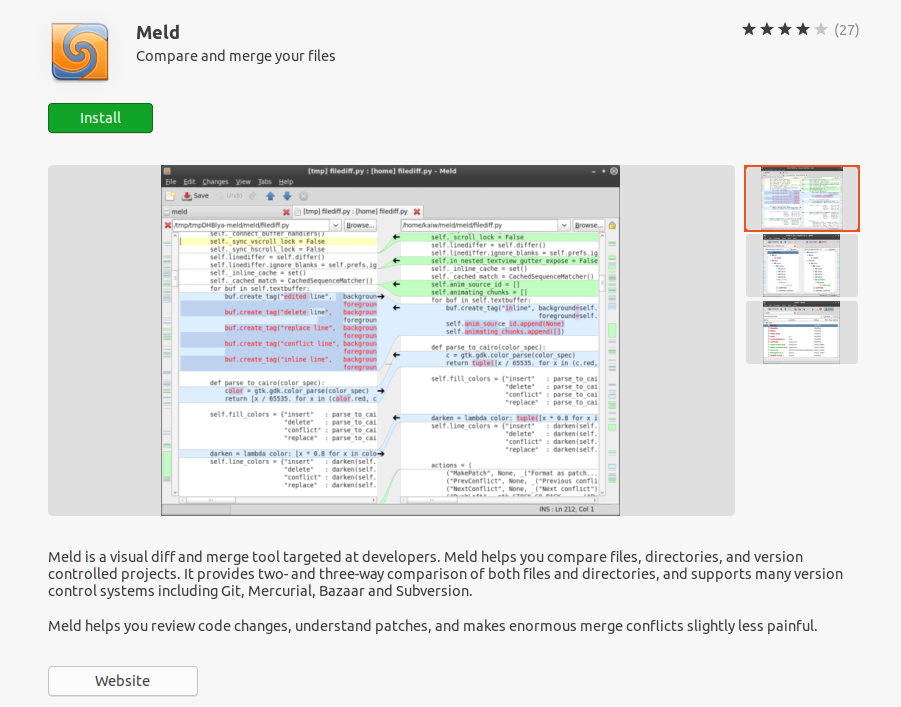 Meld
(27)
Compare and merge your files
Install
[tmp] filediff.py : [home] filediff.py - Meld
File Edit Changes View Tabs Help
Save Undo
meld [tmp] filediff.py : [home] filediff.py
/tmp/tmpDHBlya-meld/meld/filediff.py Browse...
self._connect_buffer_handlers()
self._sync_vscroll_lock = False
self._sync_hscroll_lock = False
self.linediffer = self.differ()
self.linediffer.ignore_blanks = self.prefs.ig
self._inline_cache = set()
self._cached_match = CachedSequenceMatcher()
for buf in self.textbuffer:
buf.create_tag("edited line", backgroun
foregroun
buf.create_tag("delete line", backgroun
foregroun
buf.create_tag("replace line", backgroun
foregroun
buf.create_tag("conflict line", backgroun
foregroun
buf.create_tag("inline line", backgroun
foregroun
def parse_to_cairo(color_spec):
color = gtk.gdk.color_parse(color_spec)
return [x / 65535. for x in (color.red, c
self.fill_colors = {"insert" : parse_to_cai
"delete" : parse_to_cai
"conflict" : parse_to_cai
"replace" : parse_to_cai
darken = lambda color: [x * 0.8 for x in colo
self.line_colors = {"insert" : darken(self.
"delete" : darken(self.
"conflict" : darken(self.
"replace" : darken(self.
/home/kaiw/meld/meld/filediff.py Browse...
self._scroll_lock = False
self.linediffer = self.differ()
self.linediffer.ignore_blanks = self.prefs.ig
self.in_nested_textview_gutter_expose = False
self._inline_cache = set()
self._cached_match = CachedSequenceMatcher()
self.anim_source_id = []
self.animating_chunks = []
for buf in self.textbuffer:
buf.create_tag("inline", background=self.
foreground=self.
self.anim_source_id.append(None)
self.animating_chunks.append([])
def parse_to_cairo(color_spec):
c = gtk.gdk.color_parse(color_spec)
return tuple([x / 65535. for x in (c.red,
self.fill_colors = {"insert" : parse_to_cai
"delete" : parse_to_cai
"conflict" : parse_to_cai
"replace" : parse_to_cai
darken = lambda color: tuple([x * 0.8 for x i
self.line_colors = {"insert" : darken(self.
"delete" : darken(self.
"conflict" : darken(self.
"replace" : darken(self.
actions = (
("MakePatch", None, _("Format as patch...
("PrevConflict", None, _("Previous confli
("NextConflict", None, _("Next conflict")
INS : Ln 212, Col 1
Meld is a visual diff and merge tool targeted at developers. Meld helps you compare files, directories, and version
controlled projects. It provides two- and three-way comparison of both files and directories, and supports many version
control systems including Git, Mercurial, Bazaar and Subversion.
Meld helps you review code changes, understand patches, and makes enormous merge conflicts slightly less painful.
Website